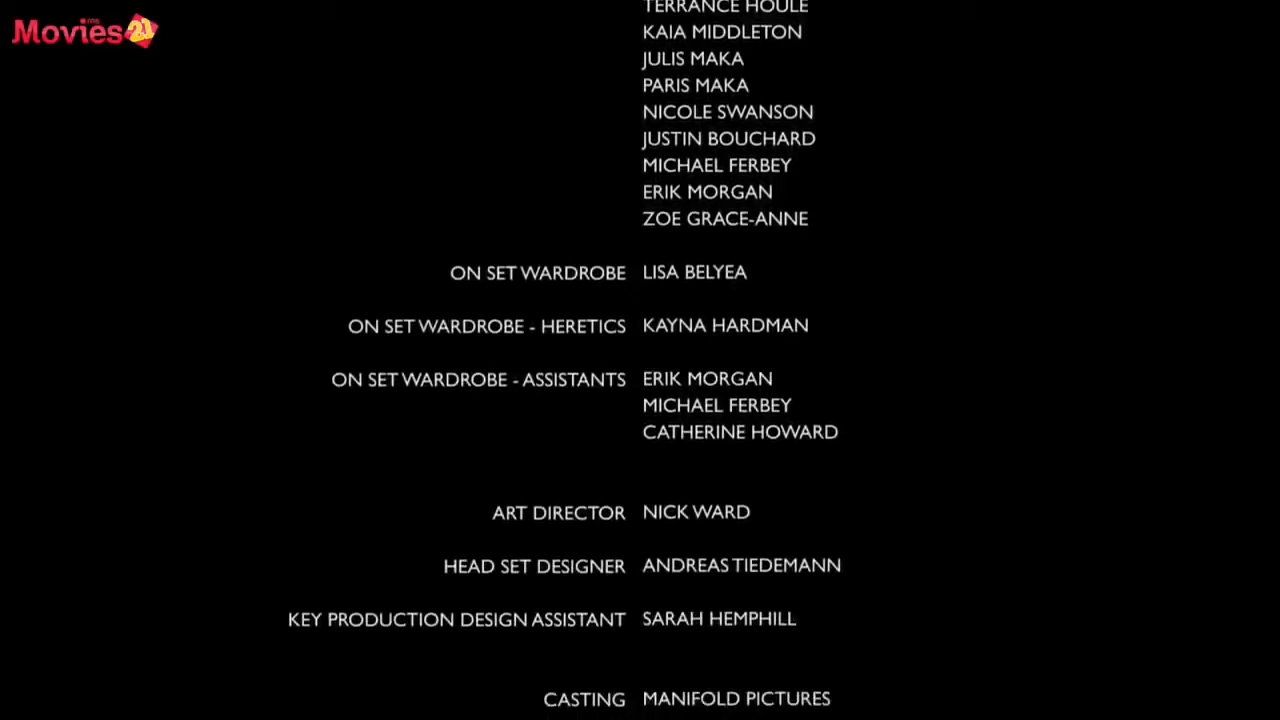 Movies 21
TERRANCE HOULE
KAIA MIDDLETON
JULIS MAKA
PARIS MAKA
NICOLE SWANSON
JUSTIN BOUCHARD
MICHAEL FERBEY
ERIK MORGAN
ZOE GRACE-ANNE
ON SET WARDROBE LISA BELYEA
ON SET WARDROBE - HERETICS KAYNA HARDMAN
ON SET WARDROBE - ASSISTANTS ERIK MORGAN
MICHAEL FERBEY
CATHERINE HOWARD
ART DIRECTOR NICK WARD
HEAD SET DESIGNER ANDREAS TIEDEMANN
KEY PRODUCTION DESIGN ASSISTANT SARAH HEMPHILL
CASTING MANIFOLD PICTURES